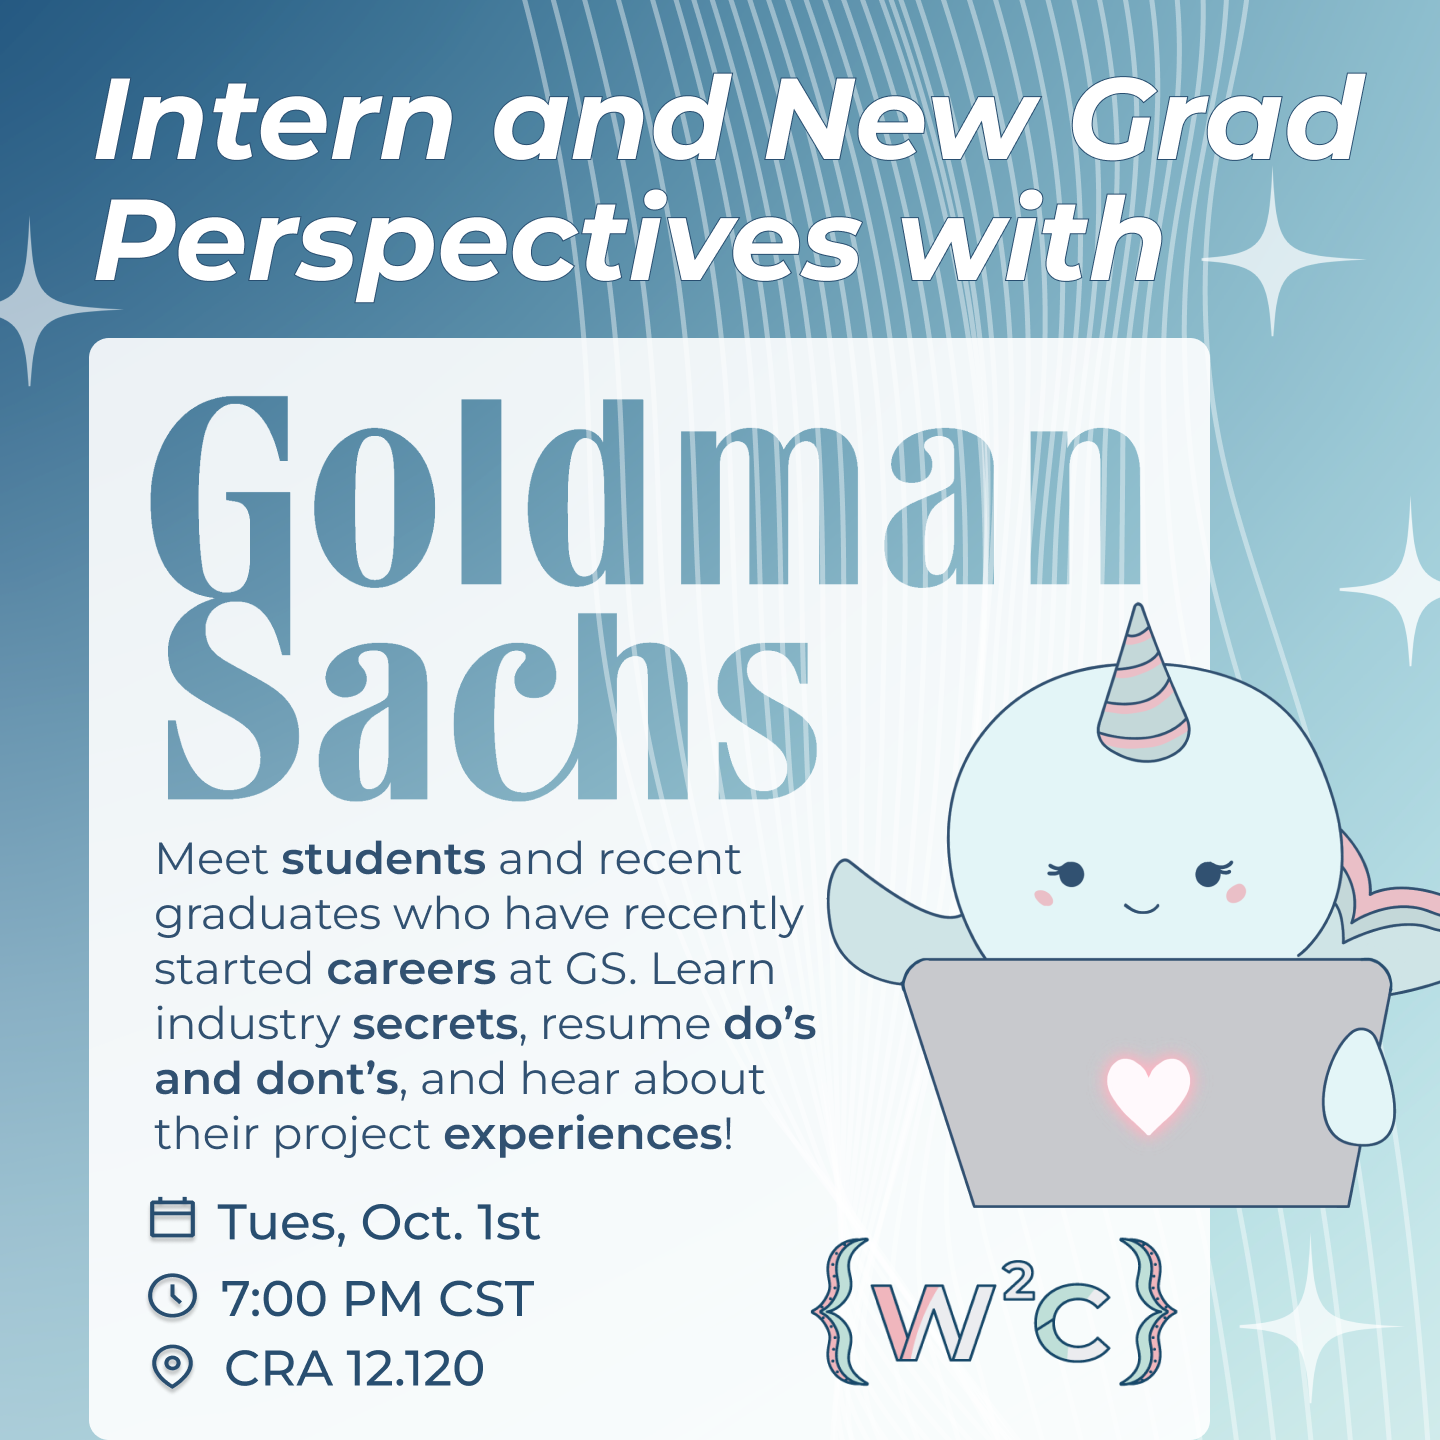 Intern and New Grad
Perspectives with
Goldman
Sachs
Meet students and recent
graduates who have recently
started careers at GS. Learn
industry secrets, resume do’s
and dont’s, and hear about
their project experiences!
Tues, Oct. 1st
7:00 PM CST
CRA 12.120
{W²C}